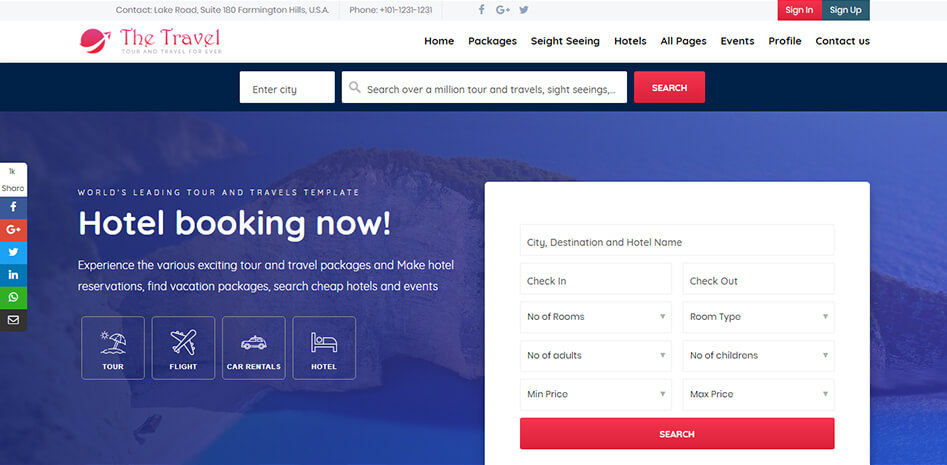 Contact: Lake Road, Suite 180 Farmington Hills, U.S.A.
Phone: +101-1231-1231
Sign In
Sign Up
The Travel
TOUR AND TRAVEL FOR EVER
Home
Packages
Seight Seeing
Hotels
All Pages
Events
Profile
Contact us
Enter city
Search over a million tour and travels, sight seeings,...
SEARCH
1k
Share
WORLD'S LEADING TOUR AND TRAVELS TEMPLATE
Hotel booking now!
Experience the various exciting tour and travel packages and Make hotel
reservations, find vacation packages, search cheap hotels and events
TOUR
FLIGHT
CAR RENTALS
HOTEL
City, Destination and Hotel Name
Check In
Check Out
No of Rooms
Room Type
No of adults
No of childrens
Min Price
Max Price
SEARCH